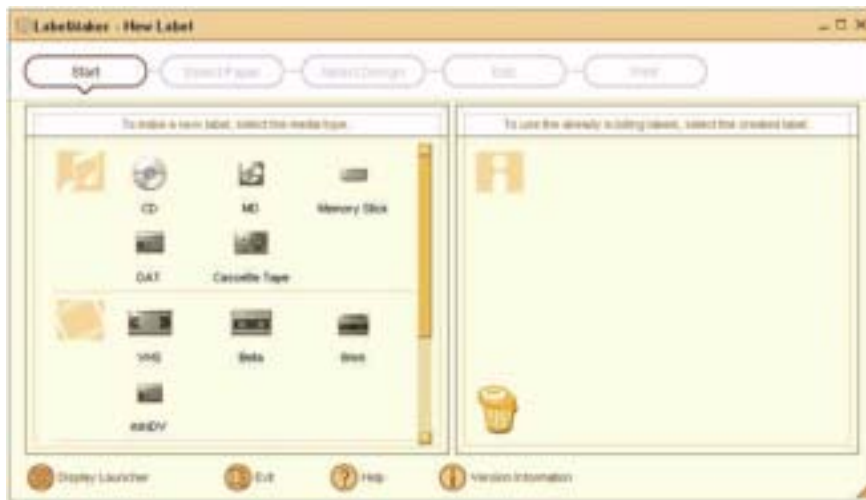 LabelMaker - New Label
Start
Select Paper
Select Design
Edit
Print
To make a new label, select the media type.
To use the already existing labels, select the created label.
CD
MD
Memory Stick
DAT
Cassette Tape
VHS
Beta
8mm
miniDV
Display Launcher
Exit
Help
Version Information